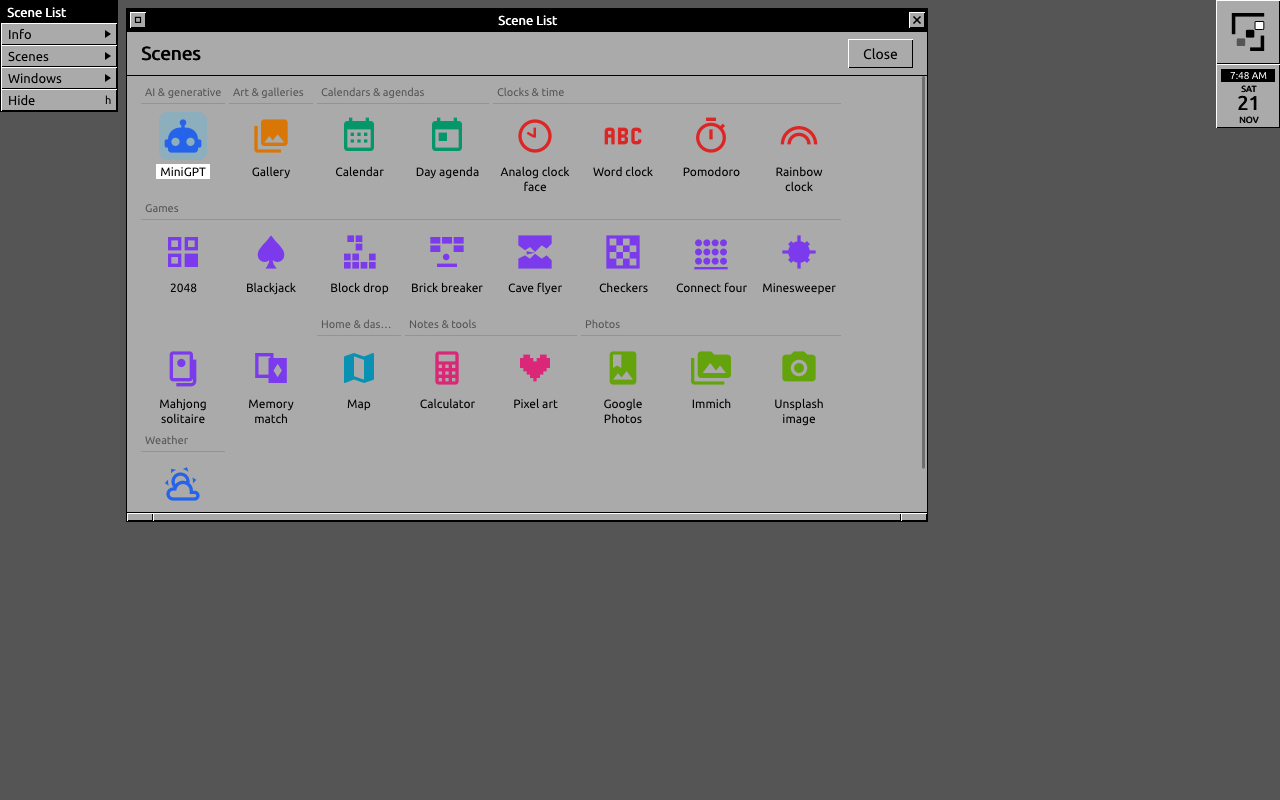 Scene List
Info
Scenes
Windows
Hide h
Scene List
Scenes
Close
AI & generative
Art & galleries
Calendars & agendas
Clocks & time
MiniGPT
Gallery
Calendar
Day agenda
Analog clock
face
ABC
Word clock
Pomodoro
Rainbow
clock
Games
2048
Blackjack
Block drop
Brick breaker
Cave flyer
Checkers
Connect four
Minesweeper
Home & das...
Notes & tools
Photos
Mahjong
solitaire
Memory
match
Map
Calculator
Pixel art
Google
Photos
Immich
Unsplash
image
Weather
7:48 AM
SAT
21
NOV